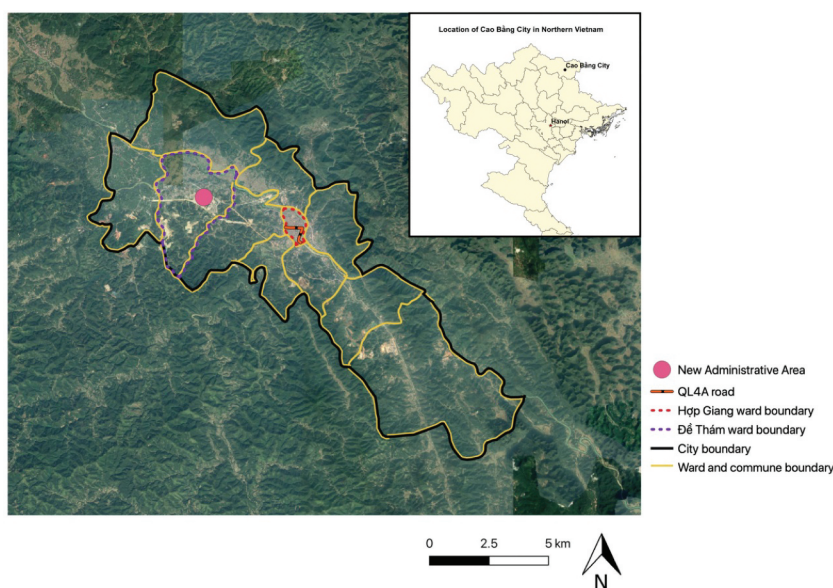 Location of Cao Bằng City in Northern Vietnam
Cao Bằng City
Hanoi
New Administrative Area
QL4A road
Hợp Giang ward boundary
Đề Thám ward boundary
City boundary
Ward and commune boundary
0 2.5 5 km
N